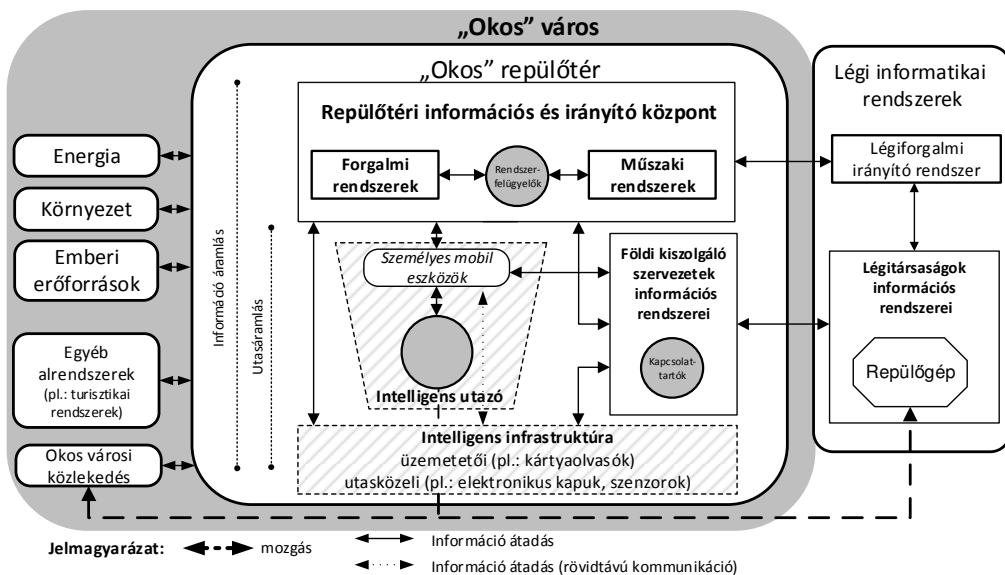 „Okos” város
„Okos” repülőtér
Repülőtéri információs és irányító központ
Forgalmi
rendszerek
Rendszer-
felügyelők
Műszaki
rendszerek
Légi informatikai
rendszerek
Légiforgalmi
irányító rendszer
Légitársaságok
információs
rendszerei
Repülőgép
Energia
Környezet
Emberi
erőforrások
Egyéb
alrendszerek
(pl.: turisztikai
rendszerek)
Okos városi
közlekedés
Információ áramlás
Utasáramlás
Személyes mobil
eszközök
Intelligens utazó
Földi kiszolgáló
szervezetek
információs
rendszerei
Kapcsolat-
tartók
Intelligens infrastruktúra
üzemetetői (pl.: kártyaolvasók)
utasközeli (pl.: elektronikus kapuk, szenzorok)
Jelmagyarázat:
mozgás
Információ átadás
Információ átadás (rövidtávú kommunikáció)